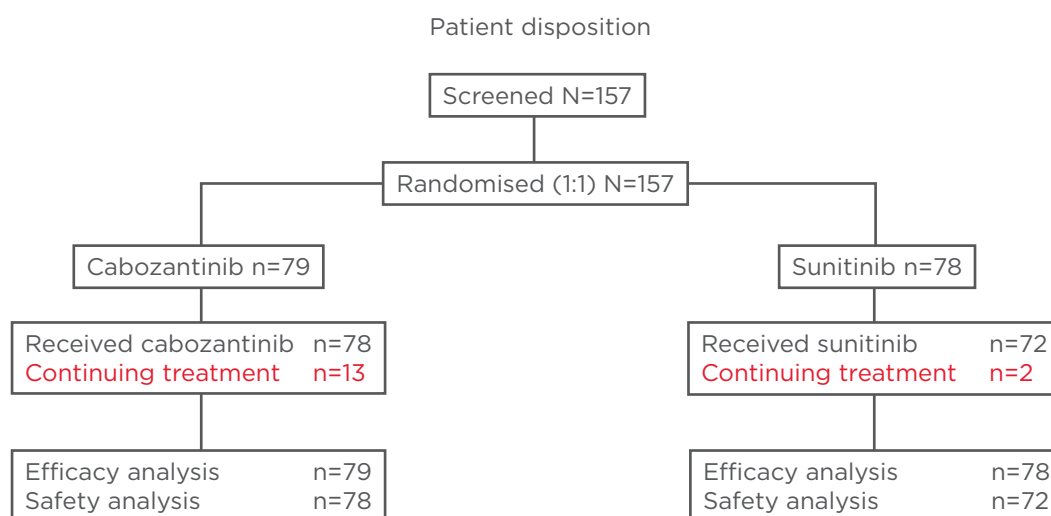 Patient disposition
Screened N=157
Randomised (1:1) N=157
Cabozantinib n=79
Sunitinib n=78
Received cabozantinib n=78
Continuing treatment n=13
Received sunitinib n=72
Continuing treatment n=2
Efficacy analysis n=79
Safety analysis n=78
Efficacy analysis n=78
Safety analysis n=72